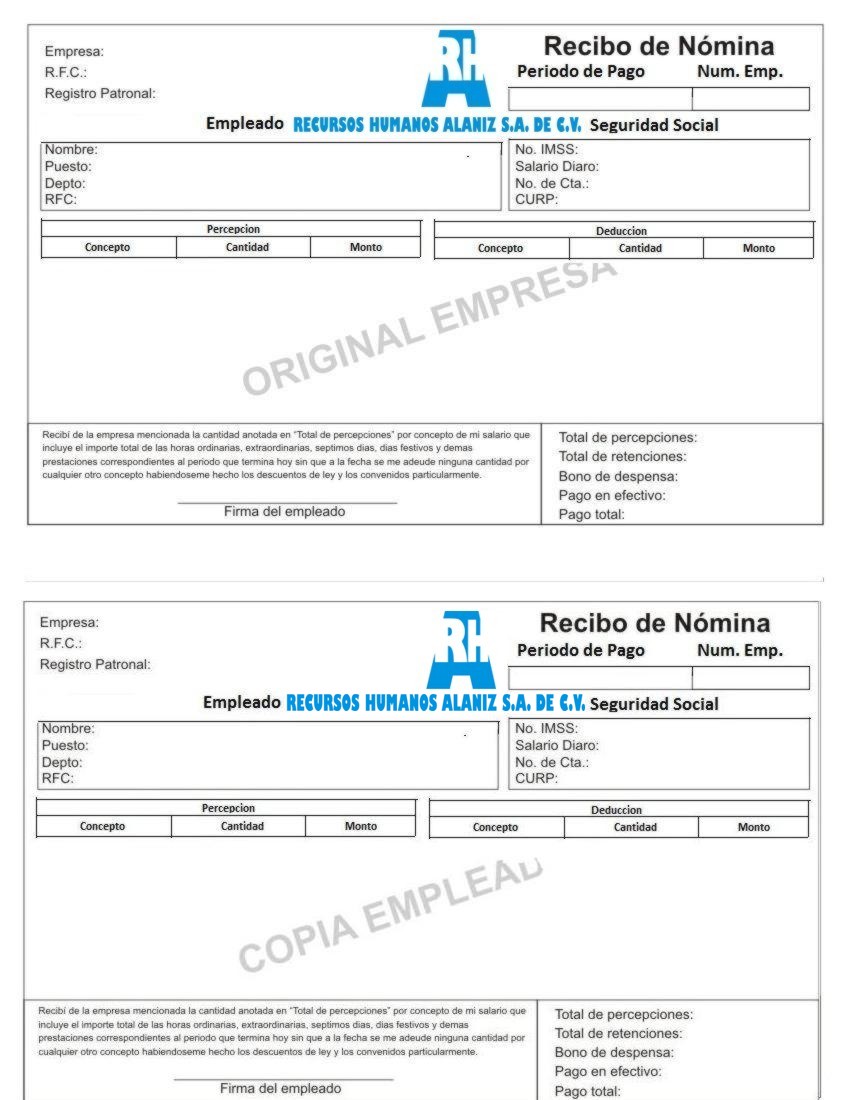 Empresa:
R.F.C.:
Registro Patronal:
RH
A
Recibo de Nómina
Periodo de Pago Num. Emp.
Empleado RECURSOS HUMANOS ALANIZ S.A. DE C.V. Seguridad Social
Nombre:
Puesto:
Depto:
RFC:
No. IMSS:
Salario Diaro:
No. de Cta.:
CURP:
Percepcion
Concepto Cantidad Monto
Deduccion
Concepto Cantidad Monto
ORIGINAL EMPRESA
Recibí de la empresa mencionada la cantidad anotada en "Total de percepciones" por concepto de mi salario que
incluye el importe total de las horas ordinarias, extraordinarias, septimos dias, dias festivos y demas
prestaciones correspondientes al periodo que termina hoy sin que a la fecha se me adeude ninguna cantidad por
cualquier otro concepto habiendoseme hecho los descuentos de ley y los convenidos particularmente.
Firma del empleado
Total de percepciones:
Total de retenciones:
Bono de despensa:
Pago en efectivo:
Pago total:
Empresa:
R.F.C.:
Registro Patronal:
RH
A
Recibo de Nómina
Periodo de Pago Num. Emp.
Empleado RECURSOS HUMANOS ALANIZ S.A. DE C.V. Seguridad Social
Nombre:
Puesto:
Depto:
RFC:
No. IMSS:
Salario Diaro:
No. de Cta.:
CURP:
Percepcion
Concepto Cantidad Monto
Deduccion
Concepto Cantidad Monto
COPIA EMPLEAD
Recibí de la empresa mencionada la cantidad anotada en "Total de percepciones" por concepto de mi salario que
incluye el importe total de las horas ordinarias, extraordinarias, septimos dias, dias festivos y demas
prestaciones correspondientes al periodo que termina hoy sin que a la fecha se me adeude ninguna cantidad por
cualquier otro concepto habiendoseme hecho los descuentos de ley y los convenidos particularmente.
Firma del empleado
Total de percepciones:
Total de retenciones:
Bono de despensa:
Pago en efectivo:
Pago total: